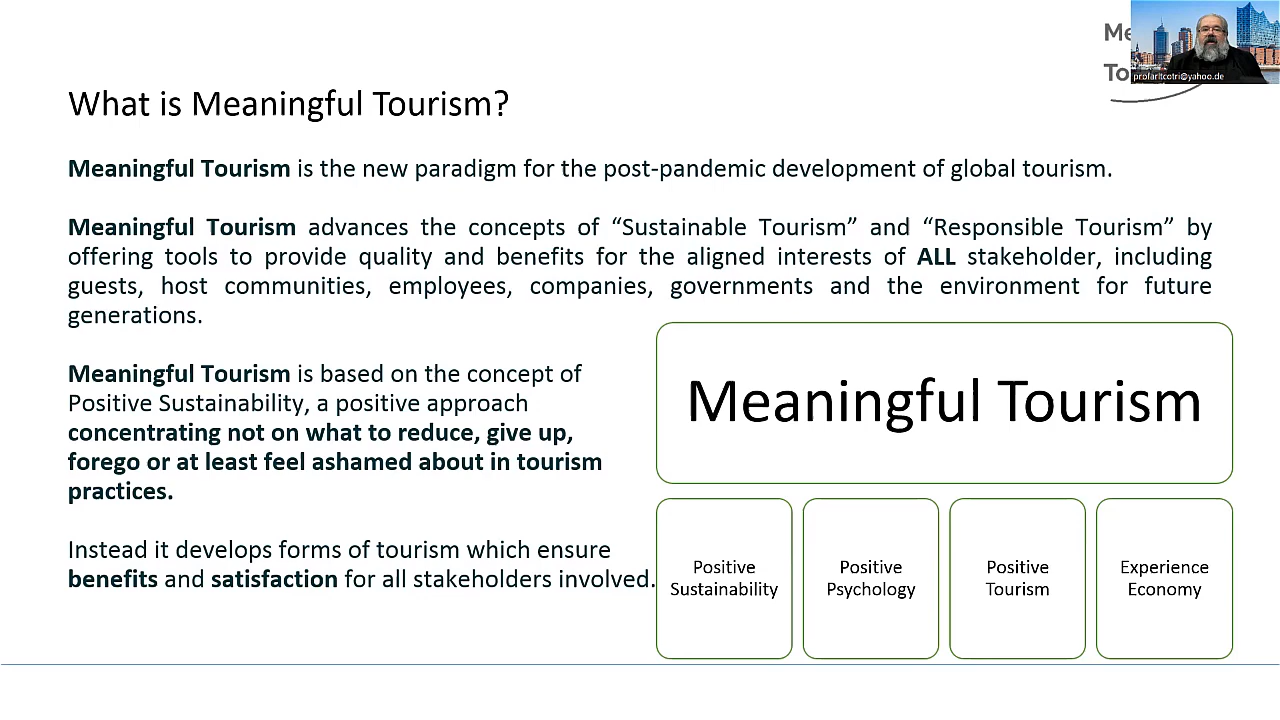 Me
To
profarltcotri@yahoo.de
What is Meaningful Tourism?
Meaningful Tourism is the new paradigm for the post-pandemic development of global tourism.
Meaningful Tourism advances the concepts of “Sustainable Tourism” and “Responsible Tourism” by
offering tools to provide quality and benefits for the aligned interests of ALL stakeholder, including
guests, host communities, employees, companies, governments and the environment for future
generations.
Meaningful Tourism is based on the concept of
Positive Sustainability, a positive approach
concentrating not on what to reduce, give up,
forego or at least feel ashamed about in tourism
practices.
Instead it develops forms of tourism which ensure
benefits and satisfaction for all stakeholders involved.
Meaningful Tourism
Positive
Sustainability
Positive
Psychology
Positive
Tourism
Experience
Economy